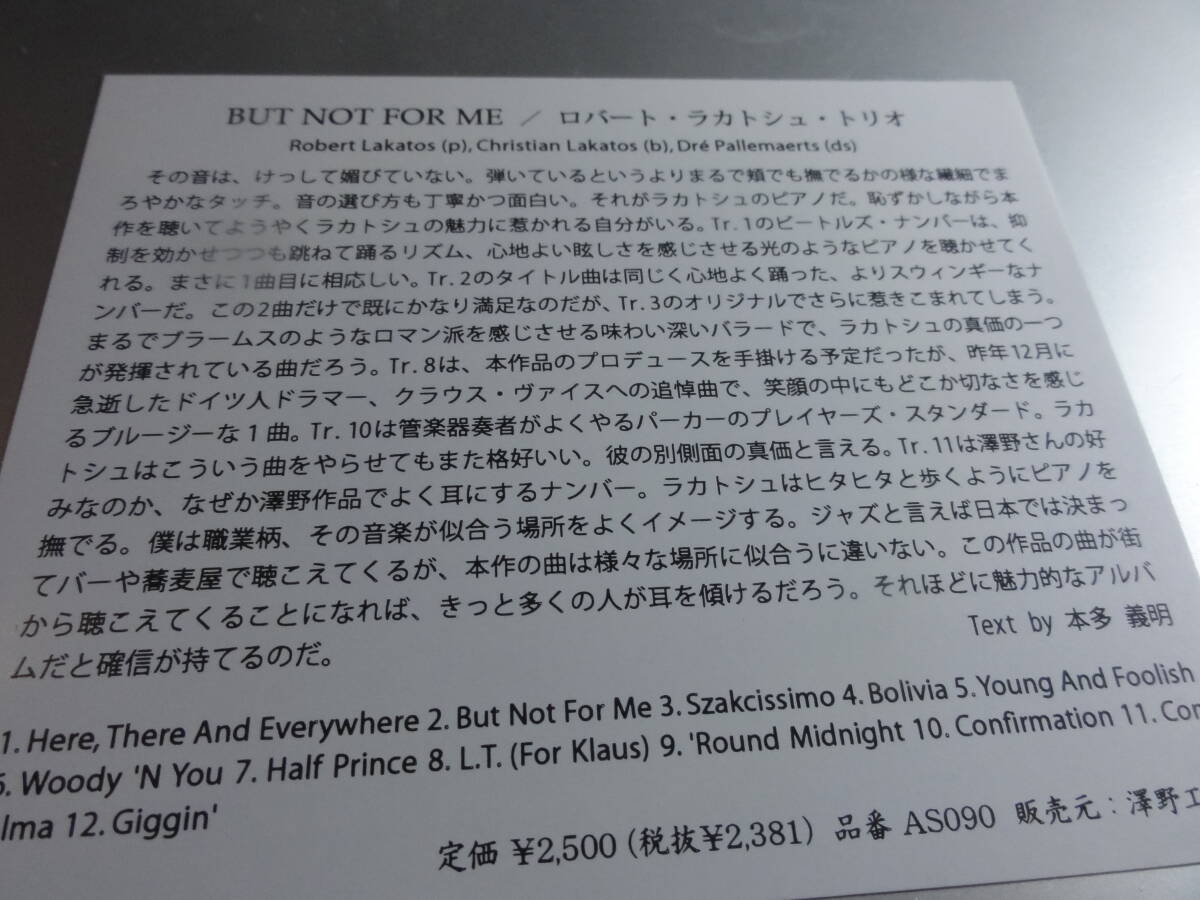 BUT NOT FOR ME / ロバート・ラカトシュ・トリオ
Robert Lakatos (p), Christian Lakatos (b), Dré Pallemaerts (ds)
その音は、けっして媚びていない。弾いているというよりまるで頬でも撫でるかの様な繊細でま
ろやかなタッチ。音の選び方も丁寧かつ面白い。それがラカトシュのピアノだ。恥ずかしながら本
作を聴いてようやくラカトシュの魅力に惹かれる自分がいる。Tr. 1のビートルズ・ナンバーは、抑
制を効かせつつも跳ねて踊るリズム、心地よい眩しさを感じさせる光のようなピアノを聴かせてく
れる。まさに1曲目に相応しい。Tr. 2のタイトル曲は同じく心地よく踊った、よりスウィンギーなナ
ンバーだ。この2曲だけで既にかなり満足なのだが、Tr. 3のオリジナルでさらに惹きこまれてしまう。
まるでブラームスのようなロマン派を感じさせる味わい深いバラードで、ラカトシュの真価の一つ
が発揮されている曲だろう。Tr. 8は、本作品のプロデュースを手掛ける予定だったが、昨年12月に
急逝したドイツ人ドラマー、クラウス・ヴァイスへの追悼曲で、笑顔の中にもどこか切なさを感じ
るブルージーな1曲。Tr. 10は管楽器奏者がよくやるパーカーのプレイヤーズ・スタンダード。ラカ
トシュはこういう曲をやらせてもまた格好いい。彼の別側面の真価と言える。Tr. 11は澤野さんの好
みなのか、なぜか澤野作品でよく耳にするナンバー。ラカトシュはヒタヒタと歩くようにピアノを
撫でる。僕は職業柄、その音楽が似合う場所をよくイメージする。ジャズと言えば日本では決まっ
てバーや蕎麦屋で聴こえてくるが、本作の曲は様々な場所に似合うに違いない。この作品の曲が街
から聴こえてくることになれば、きっと多くの人が耳を傾けるだろう。それほどに魅力的なアルバ
ムだと確信が持てるのだ。
Text by 本多 義明
1. Here, There And Everywhere 2. But Not For Me 3. Szakcissimo 4. Bolivia 5. Young And Foolish
6. Woody 'N You 7. Half Prince 8. L.T. (For Klaus) 9. 'Round Midnight 10. Confirmation 11. Con
lma 12. Giggin'
定価 ¥2,500 (税抜¥2,381) 品番 AS090 販売元：澤野エ